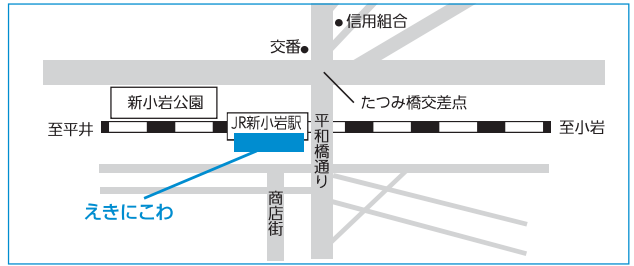 信用組合
交番
たつみ橋交差点
新小岩公園
JR新小岩駅
至平井
至小岩
平和橋通り
えきにこわ
商店街